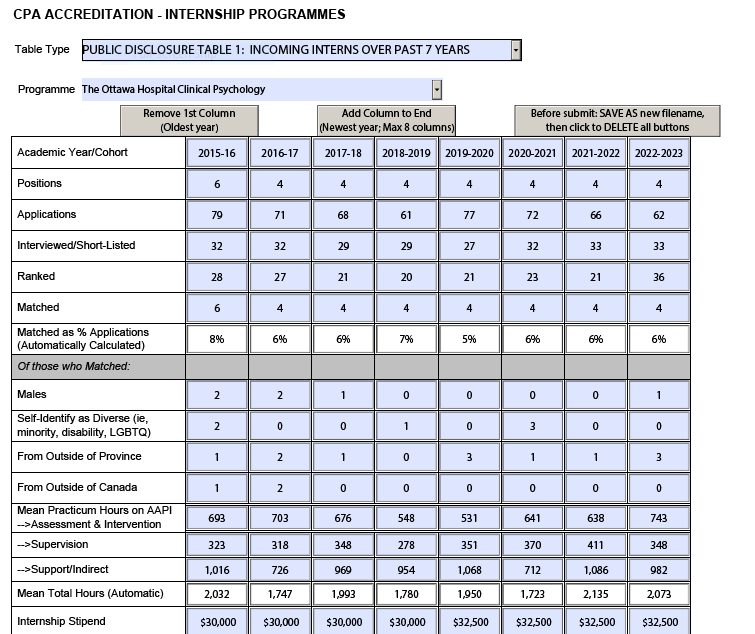 CPA ACCREDITATION - INTERNSHIP PROGRAMMES
Table Type PUBLIC DISCLOSURE TABLE 1: INCOMING INTERNS OVER PAST 7 YEARS
Programme The Ottawa Hospital Clinical Psychology
Remove 1st Column Add Column to End Before submit: SAVE AS new filename,
(Oldest year) (Newest year; Max 8 columns) then click to DELETE all buttons
Academic Year/Cohort 2015-16 2016-17 2017-18 2018-2019 2019-2020 2020-2021 2021-2022 2022-2023
Positions 6 4 4 4 4 4 4 4
Applications 79 71 68 61 77 72 66 62
Interviewed/Short-Listed 32 32 29 29 27 32 33 33
Ranked 28 27 21 20 21 23 21 36
Matched 6 4 4 4 4 4 4 4
Matched as % Applications
(Automatically Calculated) 8% 6% 6% 7% 5% 6% 6% 6%
Of those who Matched:
Males 2 2 1 0 0 0 0 1
Self-Identify as Diverse (ie,
minority, disability, LGBTQ) 2 0 0 1 0 3 0 0
From Outside of Province 1 2 1 0 3 1 1 3
From Outside of Canada 1 2 0 0 0 0 0 0
Mean Practicum Hours on AAPI
-->Assessment & Intervention 693 703 676 548 531 641 638 743
-->Supervision 323 318 348 278 351 370 411 348
-->Support/Indirect 1,016 726 969 954 1,068 712 1,086 982
Mean Total Hours (Automatic) 2,032 1,747 1,993 1,780 1,950 1,723 2,135 2,073
Internship Stipend $30,000 $30,000 $30,000 $30,000 $32,500 $32,500 $32,500 $32,500